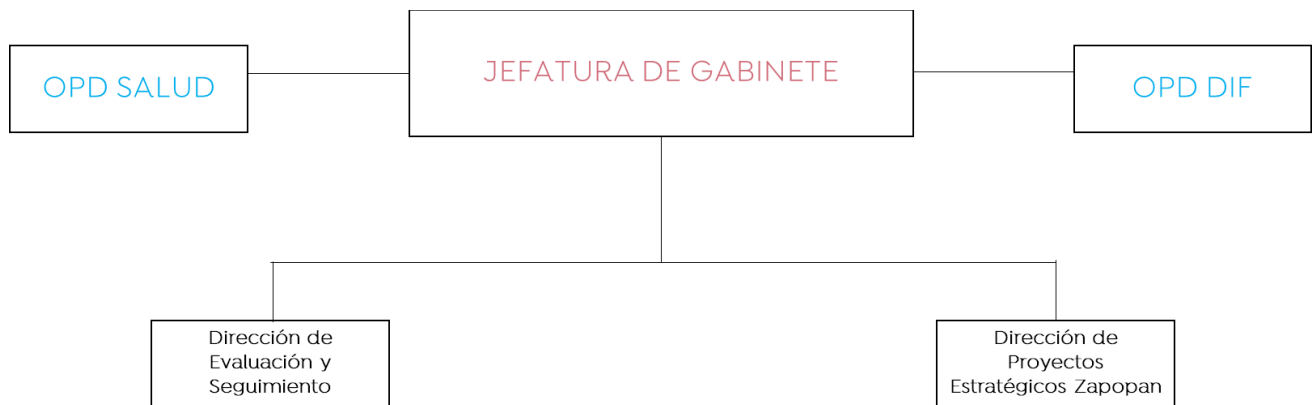 OPD SALUD
JEFATURA DE GABINETE
OPD DIF
Dirección de
Evaluación y
Seguimiento
Dirección de
Proyectos
Estratégicos Zapopan